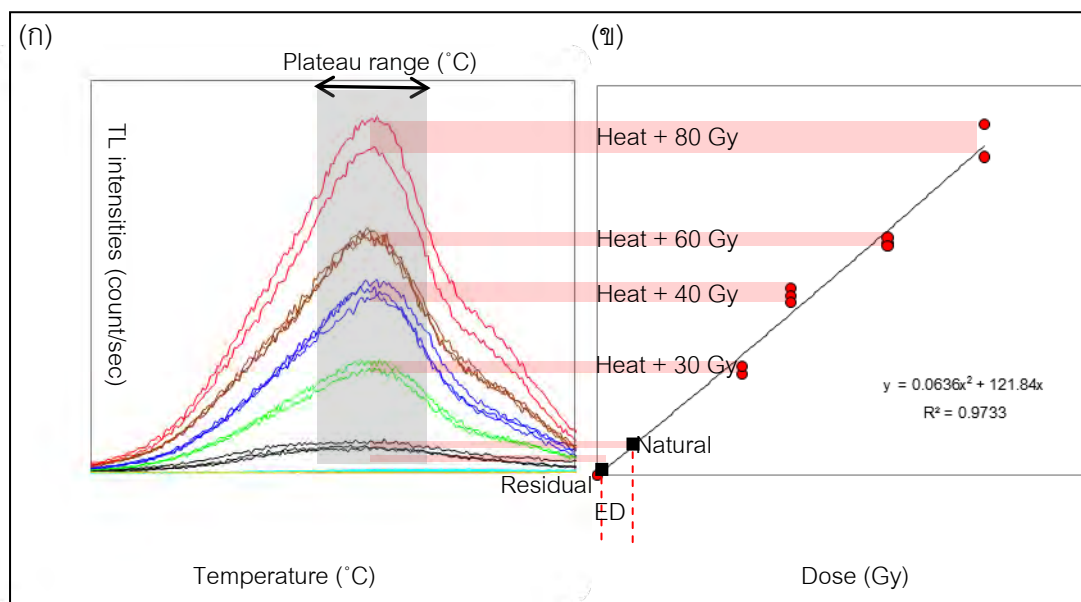 (ก)
Plateau range (˚C)
TL intensities (count/sec)
Temperature (˚C)
(ข)
Heat + 80 Gy
Heat + 60 Gy
Heat + 40 Gy
Heat + 30 Gy
y = 0.0636x² + 121.84x
R² = 0.9733
Natural
Residual
ED
Dose (Gy)